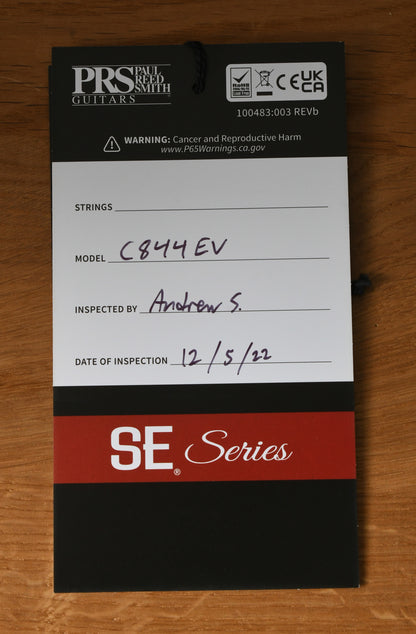 PRS PAUL REED SMITH
GUITARS
UK CA
100483:003 REVb
WARNING: Cancer and Reproductive Harm
www.P65Warnings.ca.gov
STRINGS
MODEL C844EV
INSPECTED BY Andrew S.
DATE OF INSPECTION 12/5/22
SE® Series